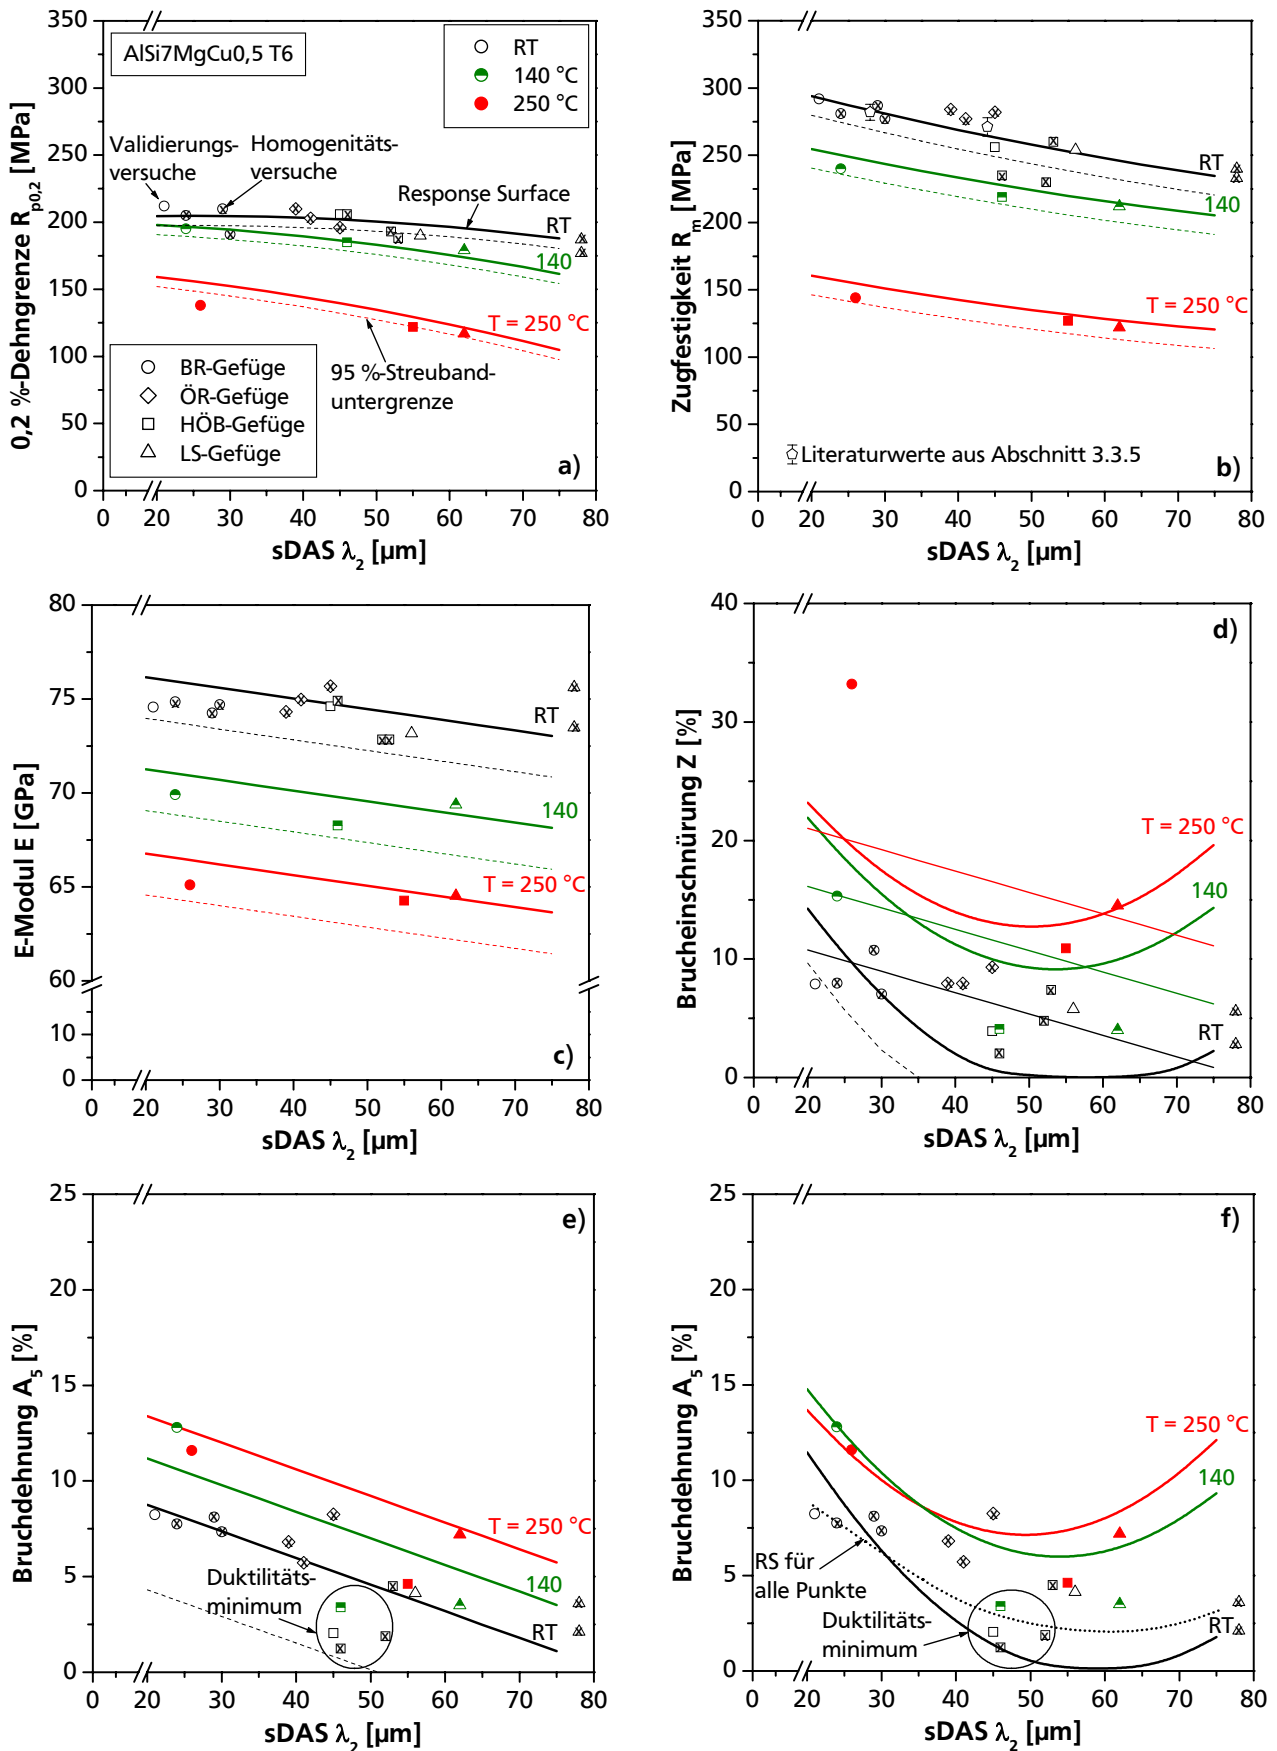 350
300
250
200
150
100
50
0
0
20
30
40
50
60
70
80
0,2 %-Dehngrenze Rp0,2 [MPa]
sDAS λ2 [µm]
AlSi7MgCu0,5 T6
RT
140 °C
250 °C
Validierungs-
versuche
Homogenitäts-
versuche
Response Surface
RT
140
T = 250 °C
BR-Gefüge
ÖR-Gefüge
HÖB-Gefüge
LS-Gefüge
95 %-Streuband-
untergrenze
a)
350
300
250
200
150
100
50
0
0
20
30
40
50
60
70
80
Zugfestigkeit Rm [MPa]
sDAS λ2 [µm]
RT
140
T = 250 °C
Literaturwerte aus Abschnitt 3.3.5
b)
80
75
70
65
60
10
0
0
20
30
40
50
60
70
80
E-Modul E [GPa]
sDAS λ2 [µm]
RT
140
T = 250 °C
c)
40
30
20
10
0
0
20
30
40
50
60
70
80
Brucheinschnürung Z [%]
sDAS λ2 [µm]
d)
T = 250 °C
140
RT
25
20
15
10
5
0
0
20
30
40
50
60
70
80
Bruchdehnung A5 [%]
sDAS λ2 [µm]
e)
T = 250 °C
140
RT
Duktilitäts-
minimum
25
20
15
10
5
0
0
20
30
40
50
60
70
80
Bruchdehnung A5 [%]
sDAS λ2 [µm]
f)
T = 250 °C
140
RS für
alle Punkte
Duktilitäts-
minimum
RT